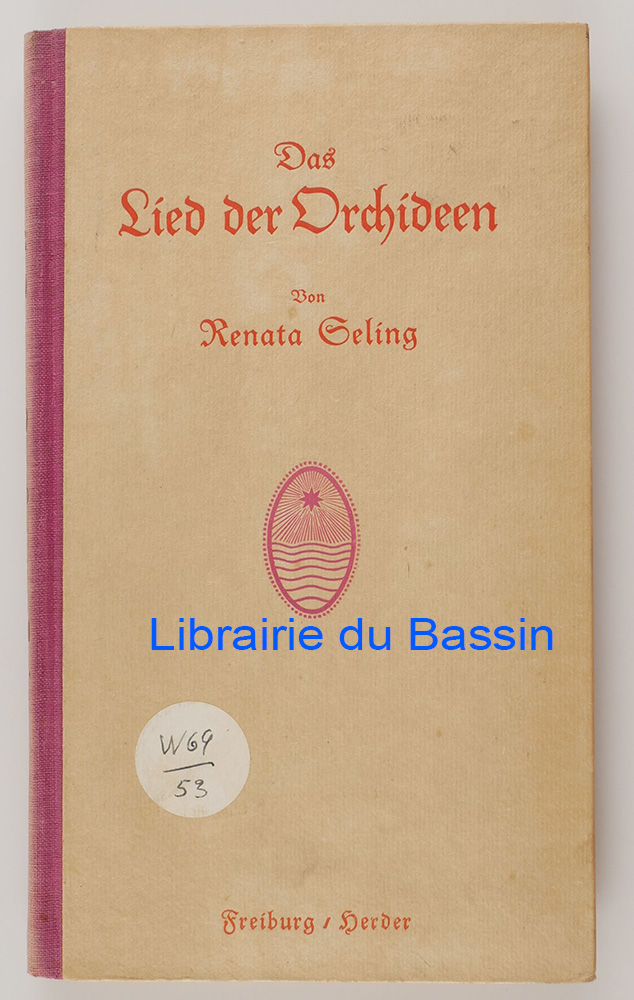 Das
Lied der Orchideen
Von
Renata Seling
Librairie du Bassin
W69
53
Freiburg / Herder